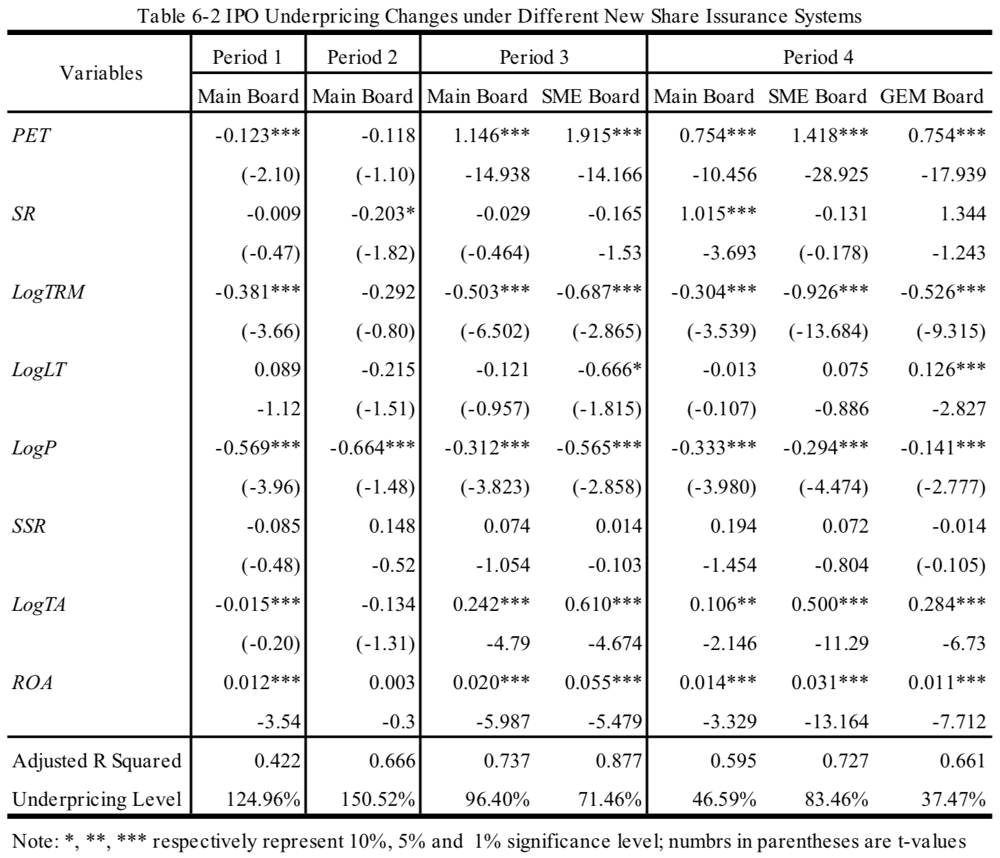 Table 6-2 IPO Underpricing Changes under Different New Share Issurance Systems
Variables Period 1 Period 2 Period 3 Period 4
Main Board Main Board Main Board SME Board Main Board SME Board GEM Board
PET -0.123*** -0.118 1.146*** 1.915*** 0.754*** 1.418*** 0.754***
(-2.10) (-1.10) -14.938 -14.166 -10.456 -28.925 -17.939
SR -0.009 -0.203* -0.029 -0.165 1.015*** -0.131 1.344
(-0.47) (-1.82) (-0.464) -1.53 -3.693 (-0.178) -1.243
LogTRM -0.381*** -0.292 -0.503*** -0.687*** -0.304*** -0.926*** -0.526***
(-3.66) (-0.80) (-6.502) (-2.865) (-3.539) (-13.684) (-9.315)
LogLT 0.089 -0.215 -0.121 -0.666* -0.013 0.075 0.126***
-1.12 (-1.51) (-0.957) (-1.815) (-0.107) -0.886 -2.827
LogP -0.569*** -0.664*** -0.312*** -0.565*** -0.333*** -0.294*** -0.141***
(-3.96) (-1.48) (-3.823) (-2.858) (-3.980) (-4.474) (-2.777)
SSR -0.085 0.148 0.074 0.014 0.194 0.072 -0.014
(-0.48) -0.52 -1.054 -0.103 -1.454 -0.804 (-0.105)
LogTA -0.015*** -0.134 0.242*** 0.610*** 0.106** 0.500*** 0.284***
(-0.20) (-1.31) -4.79 -4.674 -2.146 -11.29 -6.73
ROA 0.012*** 0.003 0.020*** 0.055*** 0.014*** 0.031*** 0.011***
-3.54 -0.3 -5.987 -5.479 -3.329 -13.164 -7.712
Adjusted R Squared 0.422 0.666 0.737 0.877 0.595 0.727 0.661
Underpricing Level 124.96% 150.52% 96.40% 71.46% 46.59% 83.46% 37.47%
Note: *, **, *** respectively represent 10%, 5% and 1% significance level; numbrs in parentheses are t-values